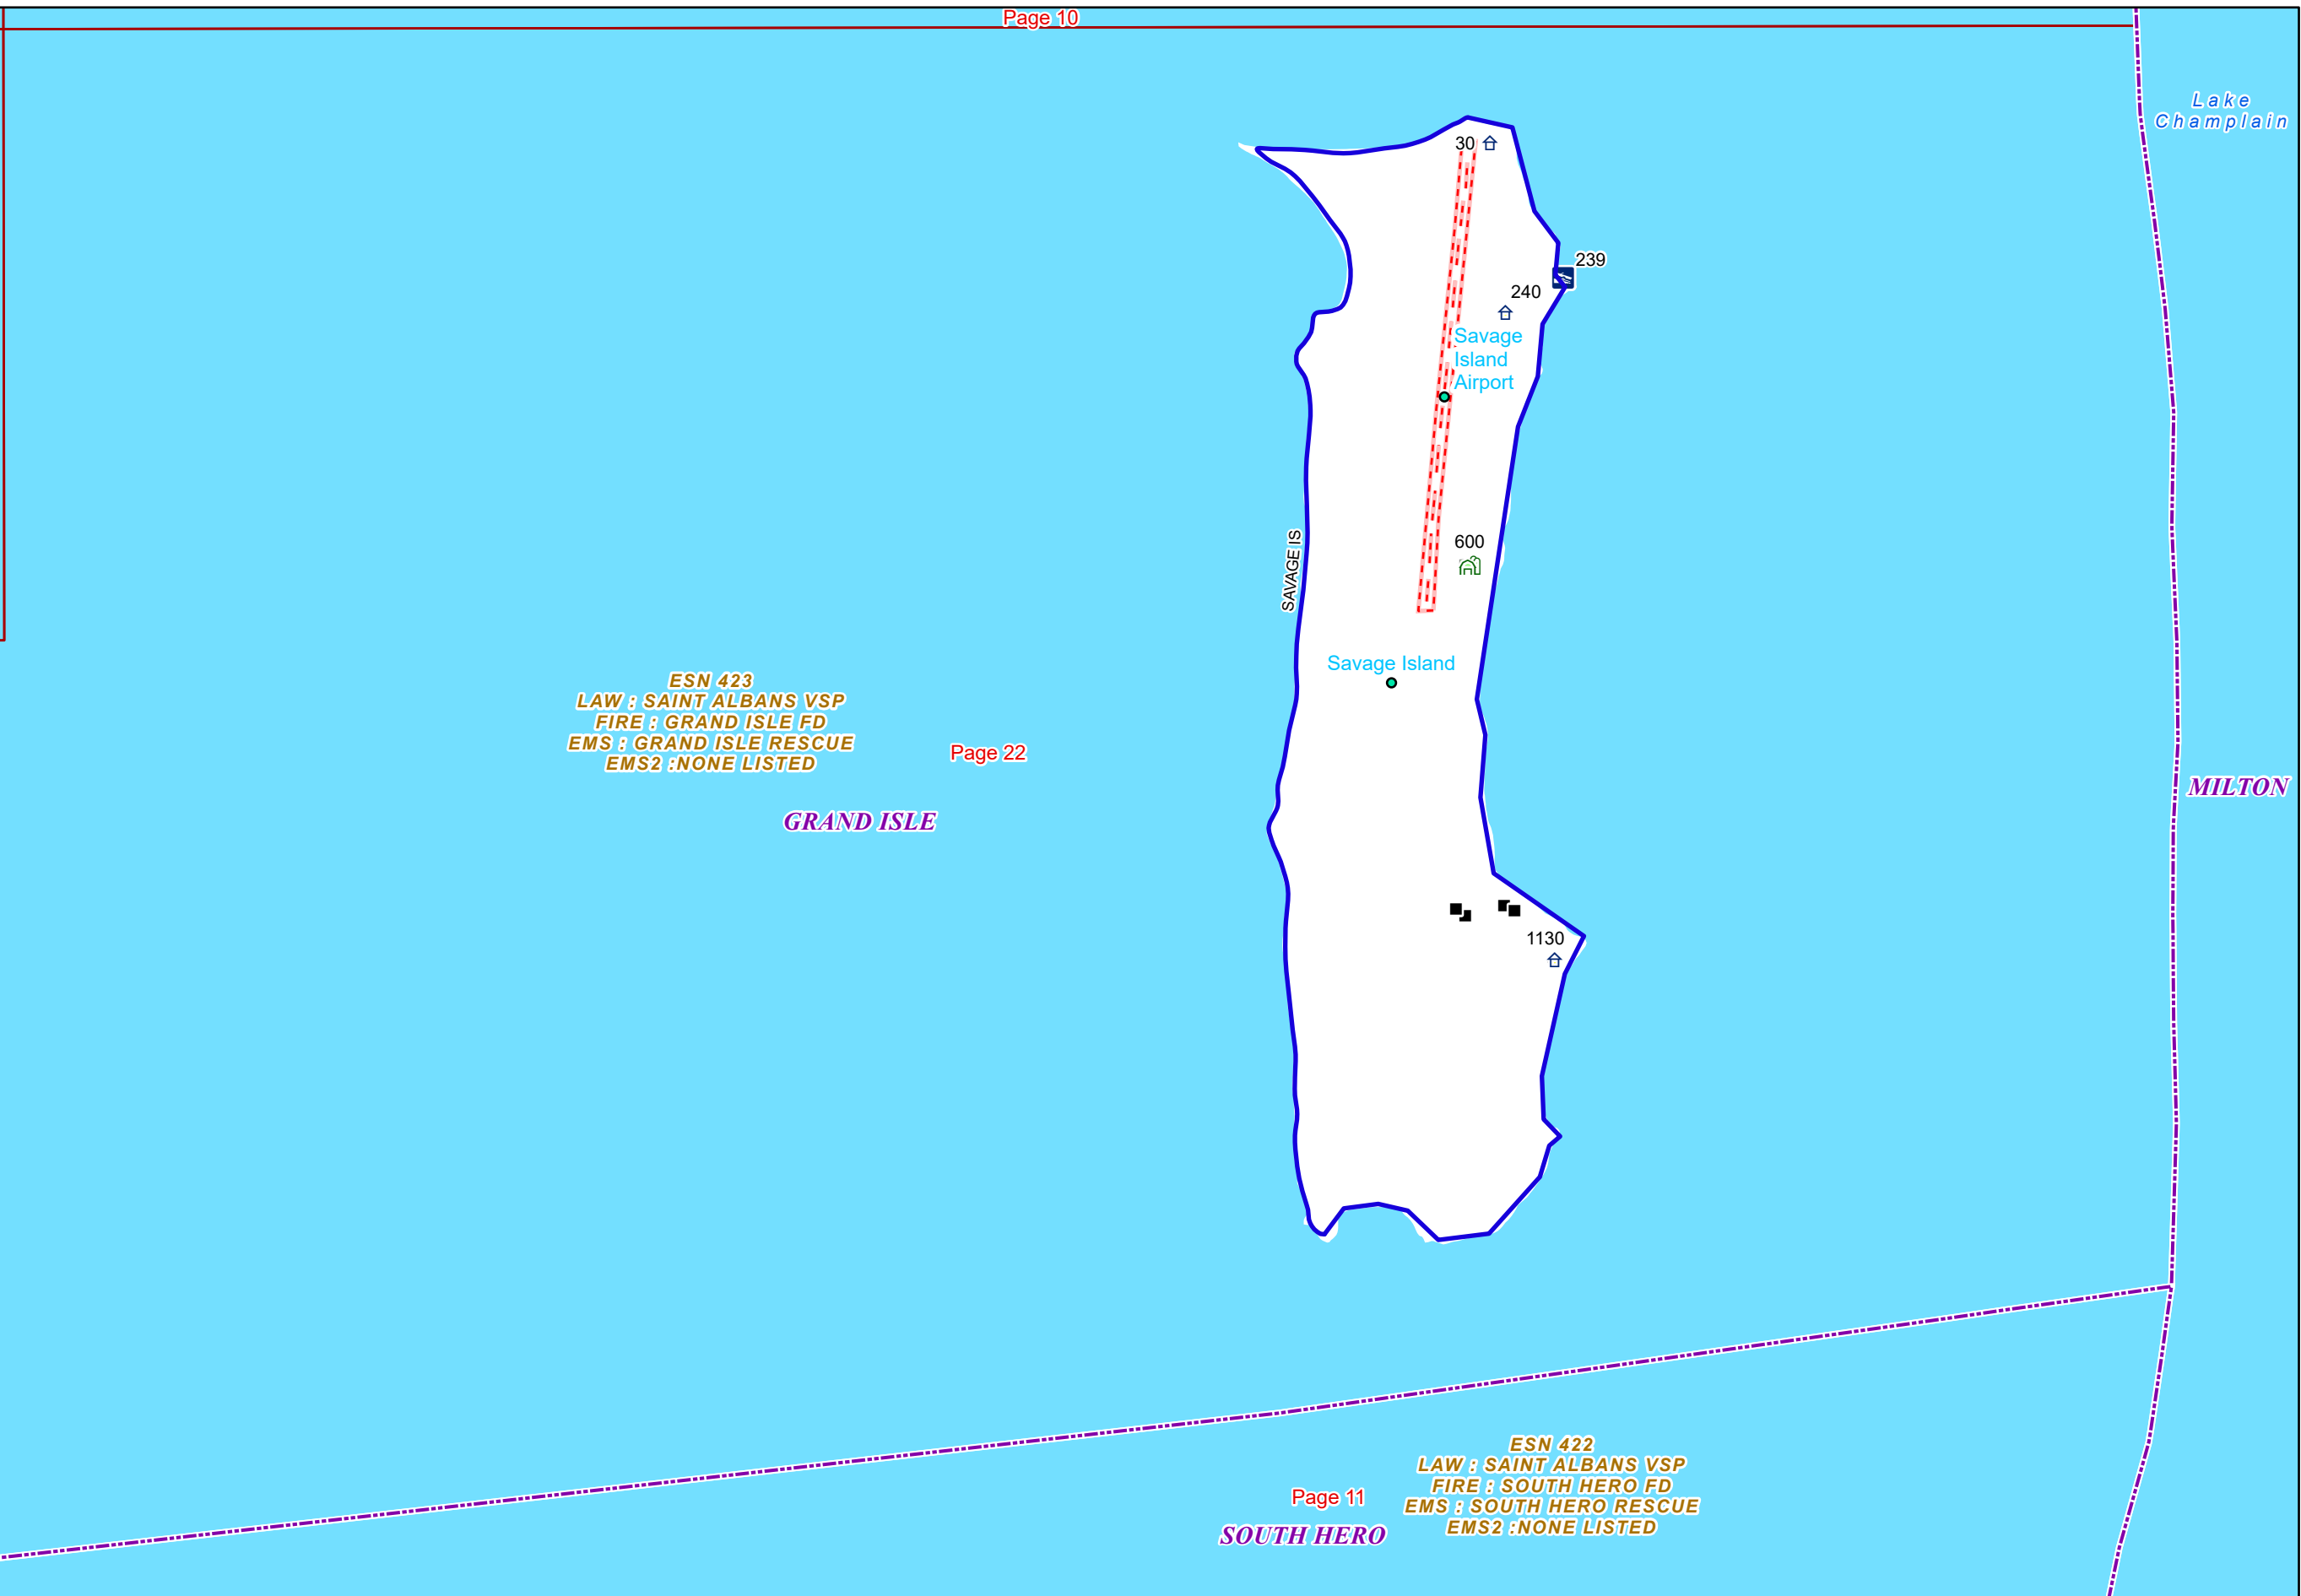 Page 10
Lake
Champlain
30
239
240
Savage
Island
Airport
SAVAGE IS
600
Savage Island
ESN 423
LAW : SAINT ALBANS VSP
FIRE : GRAND ISLE FD
EMS : GRAND ISLE RESCUE
EMS2 :NONE LISTED
Page 22
MILTON
GRAND ISLE
1130
ESN 422
LAW : SAINT ALBANS VSP
FIRE : SOUTH HERO FD
EMS : SOUTH HERO RESCUE
EMS2 :NONE LISTED
Page 11
SOUTH HERO